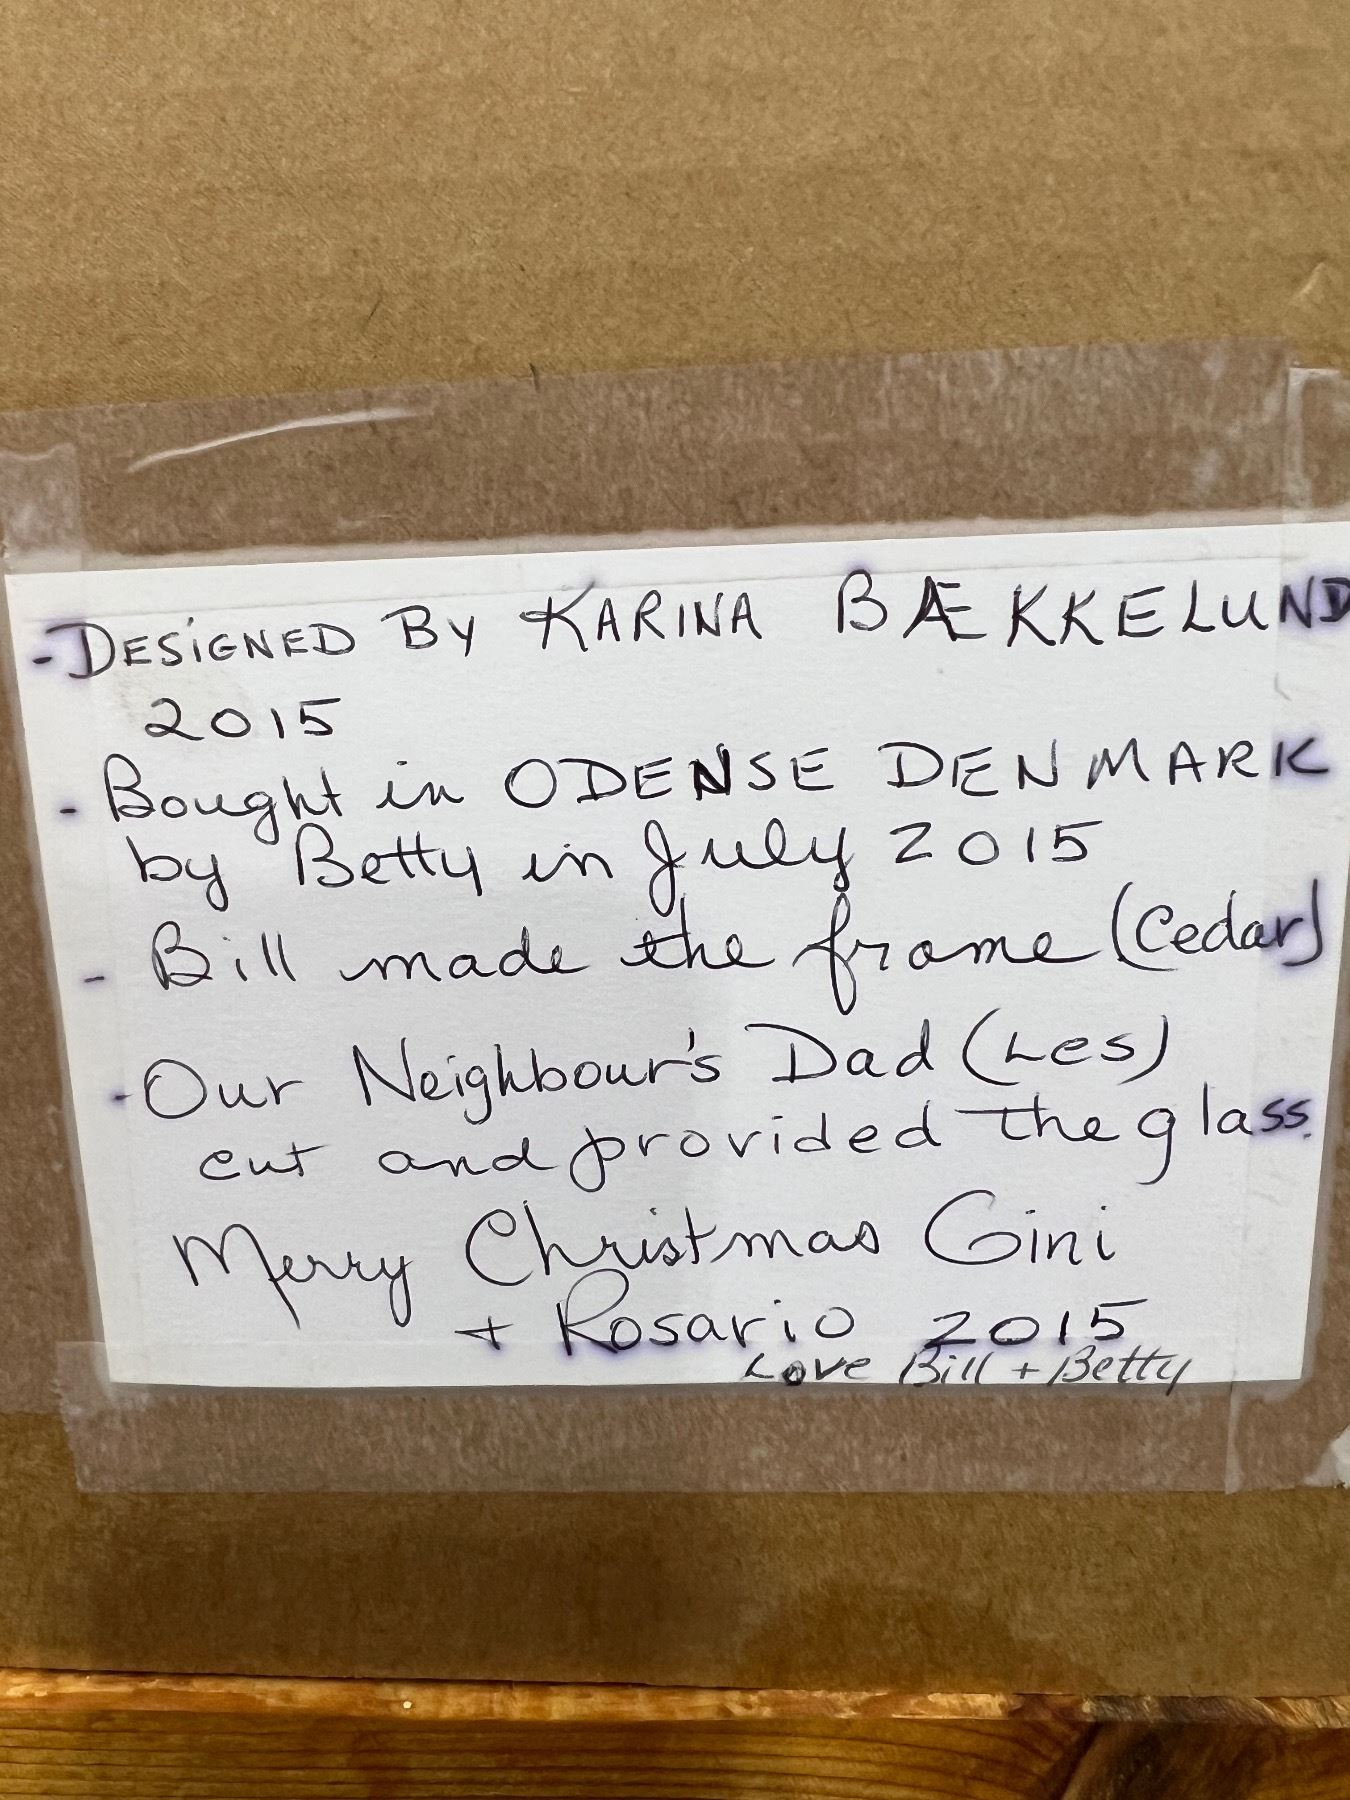 - DESIGNED BY KARINA BÆKKELUND
2015
- Bought in ODENSE DENMARK
by Betty in July 2015
- Bill made the frame (Cedar)
- Our Neighbour's Dad (Les)
cut and provided the glass.
Merry Christmas Gini
+ Rosario 2015
Love Bill + Betty